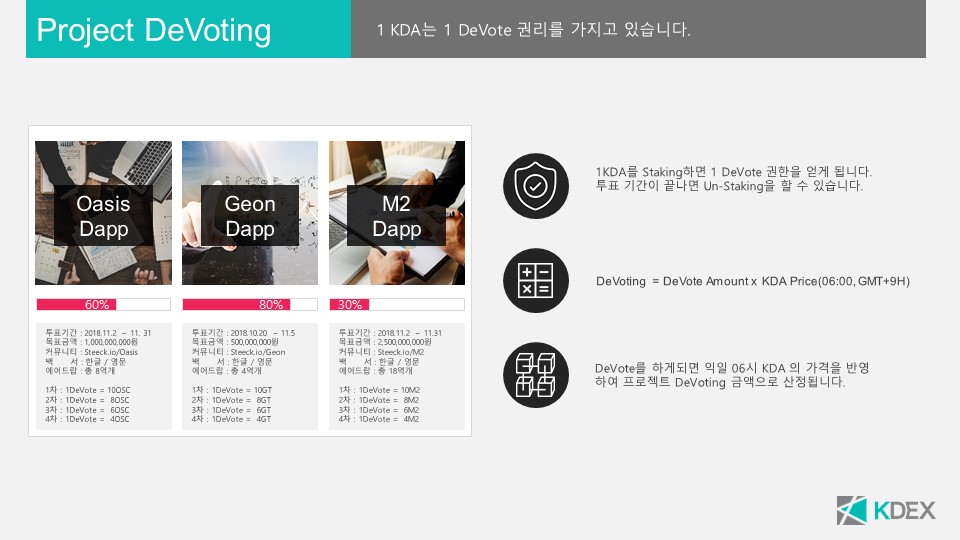 Project DeVoting
1 KDA는 1 DeVote 권리를 가지고 있습니다.
Oasis
Dapp
60%
투표기간 : 2018.11.2 – 11. 31
목표금액 : 1,000,000,000원
커뮤니티 : Steeck.io/Oasis
백 서 : 한글 / 영문
에어드랍 : 총 8억개
1차 : 1DeVote = 10OSC
2차 : 1DeVote = 8OSC
3차 : 1DeVote = 6OSC
4차 : 1DeVote = 4OSC
Geon
Dapp
80%
투표기간 : 2018.10.20 – 11.5
목표금액 : 500,000,000원
커뮤니티 : Steeck.io/Geon
백 서 : 한글 / 영문
에어드랍 : 총 4억개
1차 : 1DeVote = 10GT
2차 : 1DeVote = 8GT
3차 : 1DeVote = 6GT
4차 : 1DeVote = 4GT
M2
Dapp
30%
투표기간 : 2018.11.2 – 11.31
목표금액 : 2,500,000,000원
커뮤니티 : Steeck.io/M2
백 서 : 한글 / 영문
에어드랍 : 총 18억개
1차 : 1DeVote = 10M2
2차 : 1DeVote = 8M2
3차 : 1DeVote = 6M2
4차 : 1DeVote = 4M2
1KDA를 Staking하면 1 DeVote 권한을 얻게 됩니다.
투표 기간이 끝나면 Un-Staking을 할 수 있습니다.
DeVoting = DeVote Amount x KDA Price(06:00, GMT+9H)
DeVote를 하게되면 익일 06시 KDA 의 가격을 반영
하여 프로젝트 DeVoting 금액으로 산정됩니다.
KDEX